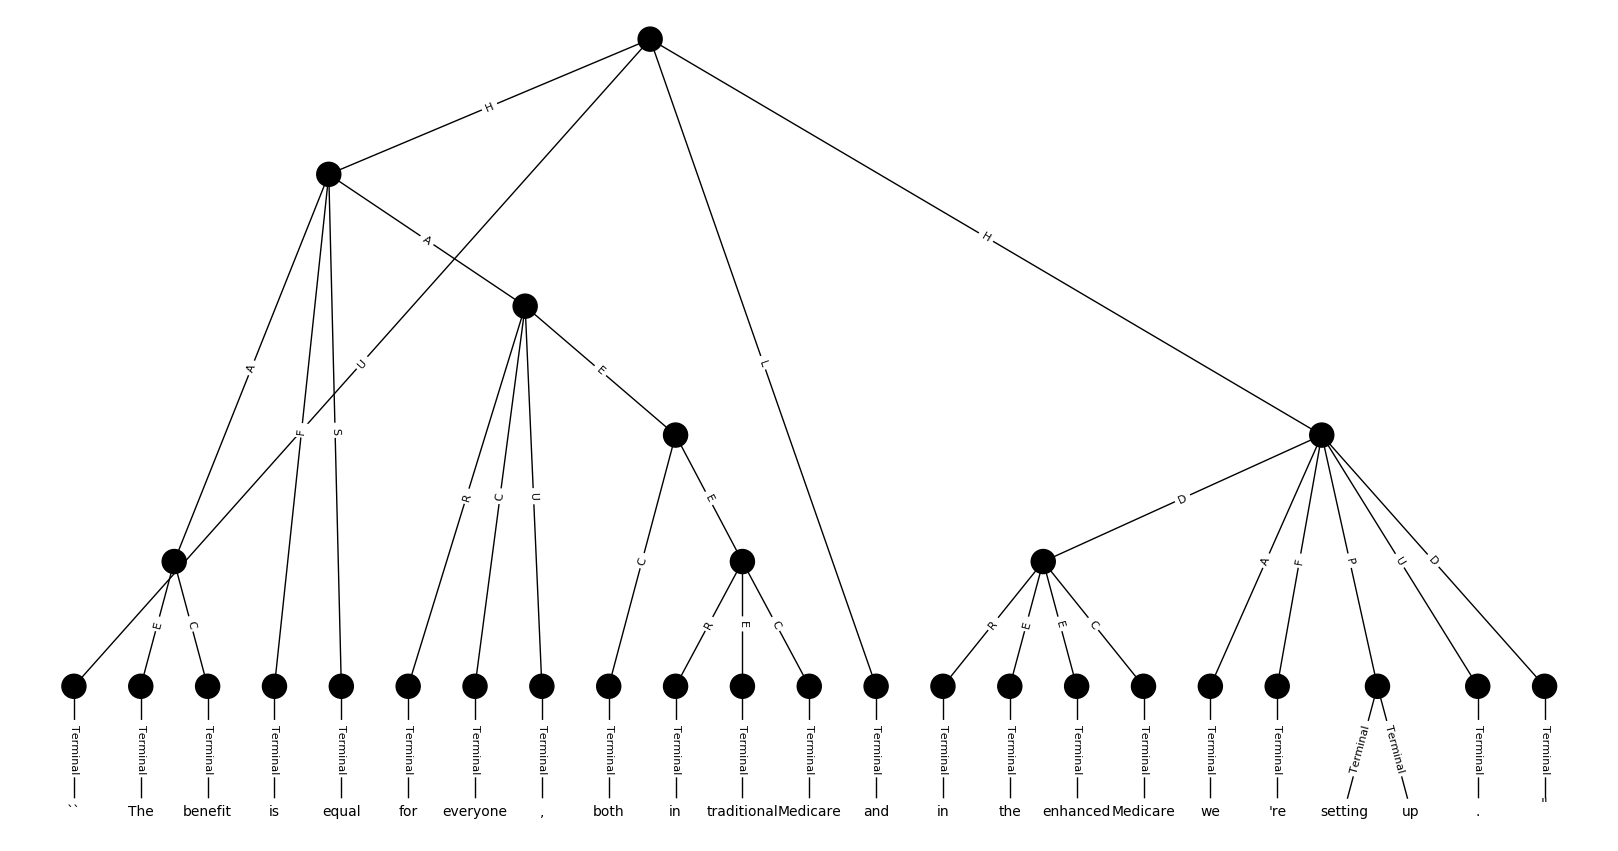 H
A
H
A
U
L
E
F
S
R
C
U
E
D
C
A
F
P
U
D
E
C
R
E
C
R
E
E
C
Terminal Terminal Terminal Terminal Terminal Terminal Terminal Terminal Terminal Terminal Terminal Terminal Terminal Terminal Terminal Terminal Terminal Terminal Terminal Terminal Terminal Terminal Terminal
`` The benefit is equal for everyone , both in traditional Medicare and in the enhanced Medicare we 're setting up . "